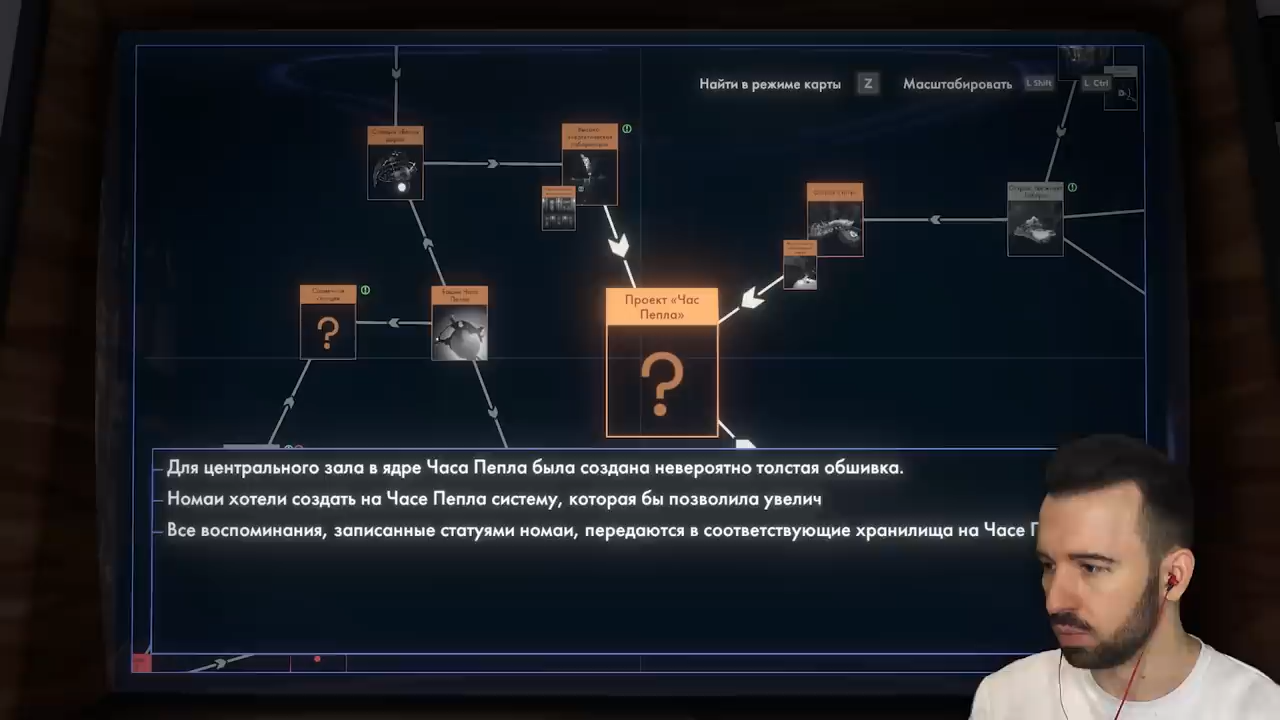 Найти в режиме карты Z Масштабировать L Shift L Ctrl
Проект «Час
Пепла»
Для центрального зала в ядре Часа Пепла была создана невероятно толстая обшивка.
Номаи хотели создать на Часе Пепла систему, которая бы позволила увелич
Все воспоминания, записанные статуями номаи, передаются в соответствующие хранилища на Часе П